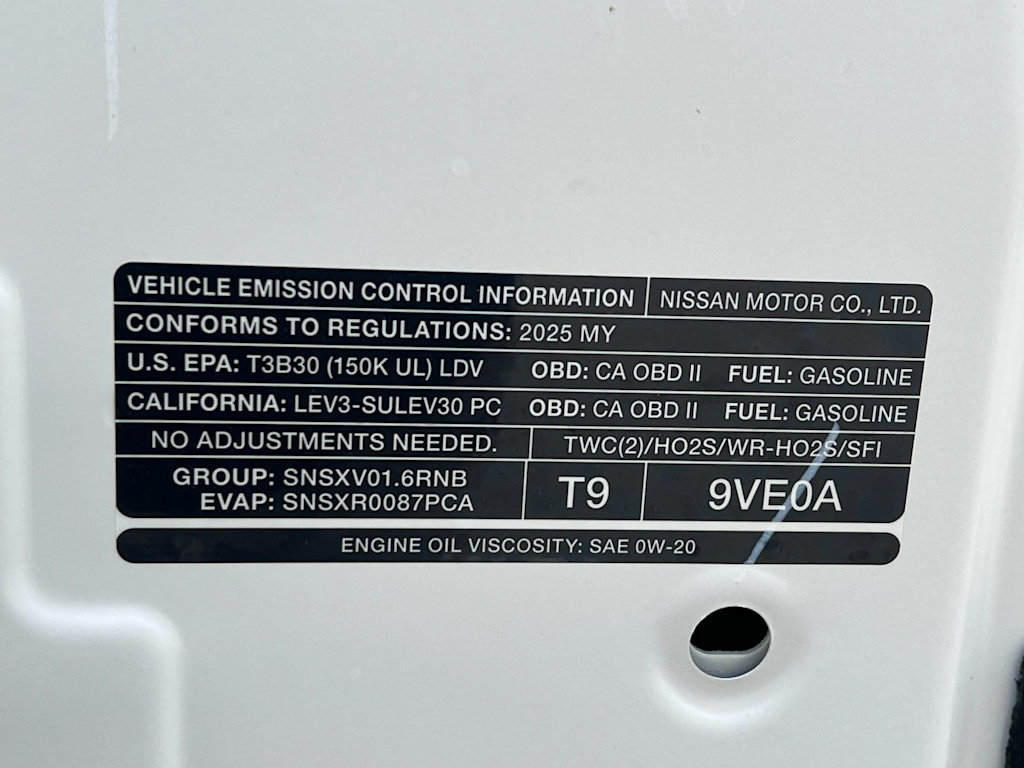 VEHICLE EMISSION CONTROL INFORMATION NISSAN MOTOR CO., LTD.
CONFORMS TO REGULATIONS: 2025 MY
U.S. EPA: T3B30 (150K UL) LDV OBD: CA OBD II FUEL: GASOLINE
CALIFORNIA: LEV3-SULEV30 PC OBD: CA OBD II FUEL: GASOLINE
NO ADJUSTMENTS NEEDED. TWC(2)/HO2S/WR-HO2S/SFI
GROUP: SNSXV01.6RNB
EVAP: SNSXR0087PCA
T9 9VE0A
ENGINE OIL VISCOSITY: SAE 0W-20